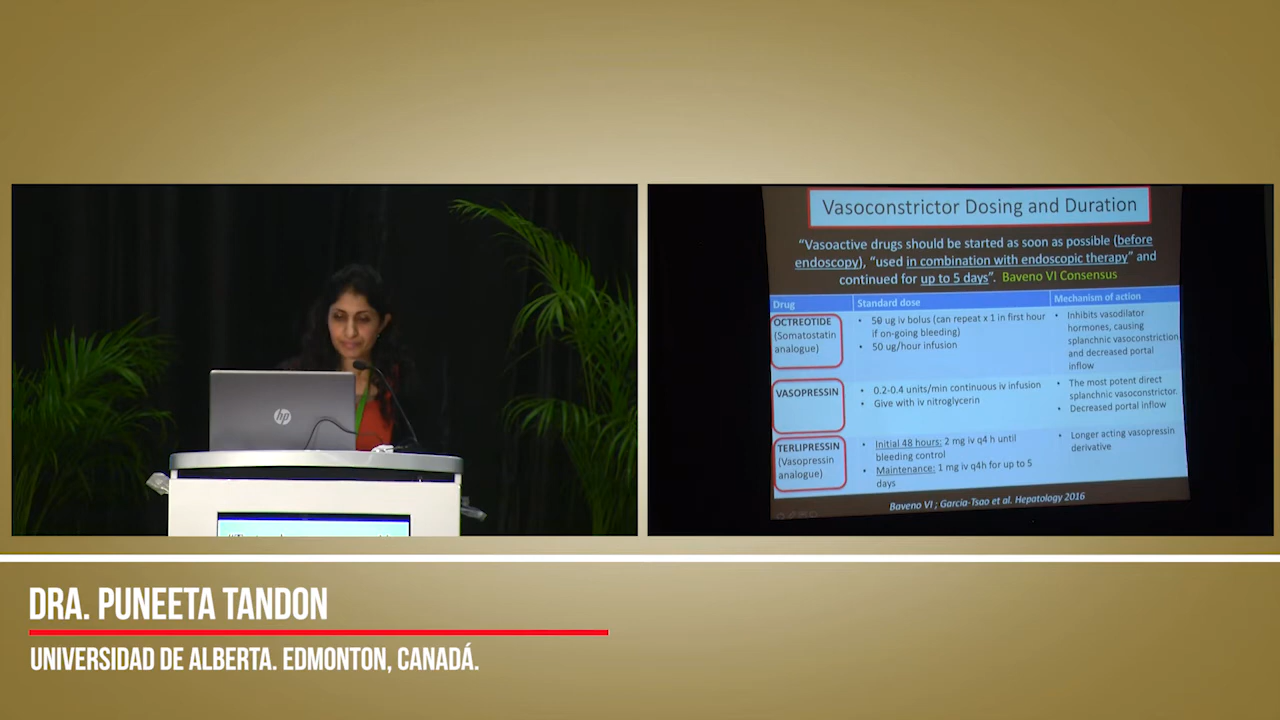 Vasoconstrictor Dosing and Duration
“Vasoactive drugs should be started as soon as possible (before
endoscopy), “used in combination with endoscopic therapy” and
continued for up to 5 days”. Baveno VI Consensus
Drug
Standard dose
Mechanism of action
OCTREOTIDE
(Somatostatin
analogue)
• 50 ug iv bolus (can repeat x 1 in first hour
if on-going bleeding)
• 50 ug/hour infusion
• Inhibits vasodilator
hormones, causing
splanchnic vasoconstriction
and decreased portal
inflow
VASOPRESSIN
• 0.2-0.4 units/min continuous iv infusion
• Give with iv nitroglycerin
• The most potent direct
splanchnic vasoconstrictor.
• Decreased portal inflow
TERLIPRESSIN
(Vasopressin
analogue)
• Initial 48 hours: 2 mg iv q4 h until
bleeding control
• Maintenance: 1 mg iv q4h for up to 5
days
• Longer acting vasopressin
derivative
Baveno VI ; Garcia-Tsao et al. Hepatology 2016
hp
DRA. PUNEETA TANDON
UNIVERSIDAD DE ALBERTA. EDMONTON, CANADÁ.